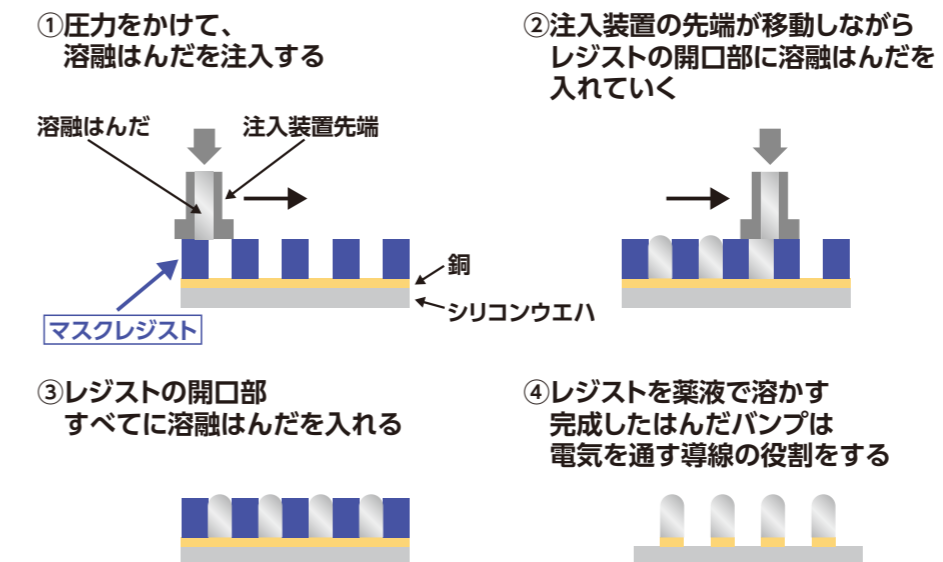 ①圧力をかけて、
溶融はんだを注入する
溶融はんだ
注入装置先端
銅
シリコンウエハ
マスクレジスト
②注入装置の先端が移動しながら
レジストの開口部に溶融はんだを
入れていく
③レジストの開口部
すべてに溶融はんだを入れる
④レジストを薬液で溶かす
完成したはんだバンプは
電気を通す導線の役割をする